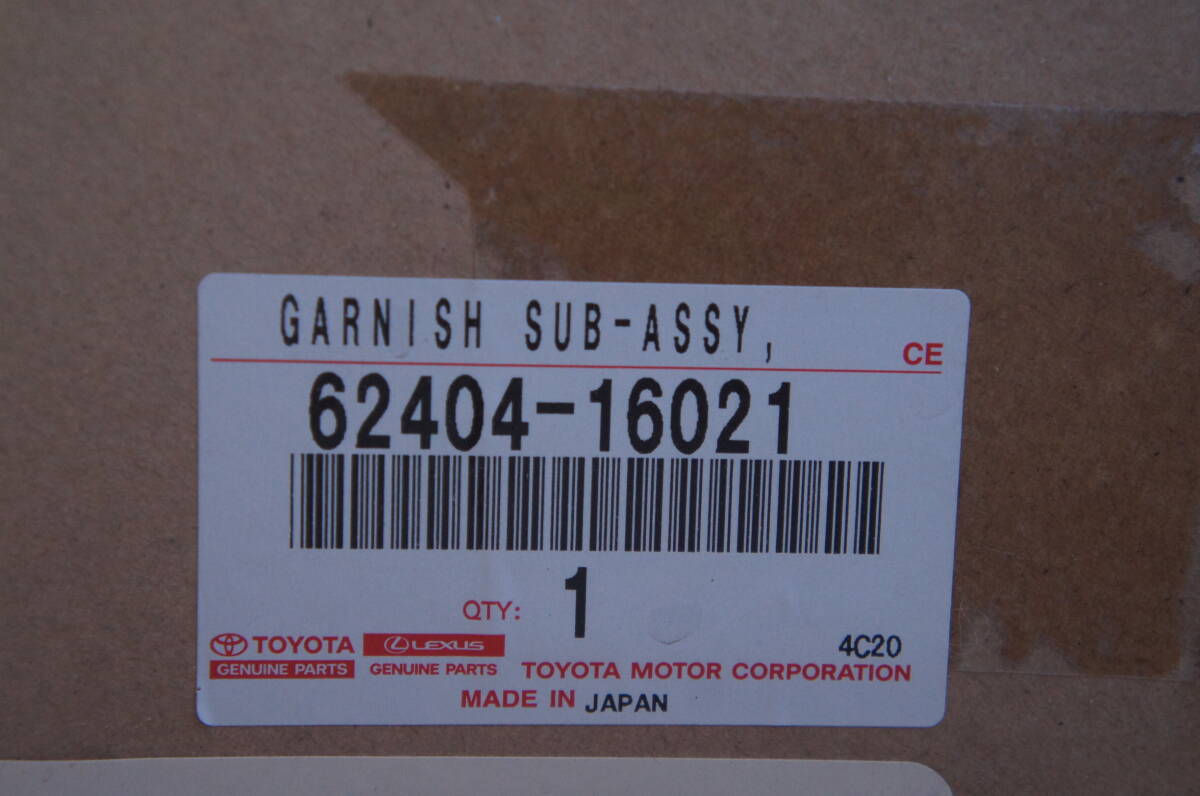 GARNISH SUB-ASSY,
CE
62404-16021
QTY: 1
4C20
TOYOTA LEXUS
GENUINE PARTS GENUINE PARTS TOYOTA MOTOR CORPORATION
MADE IN JAPAN